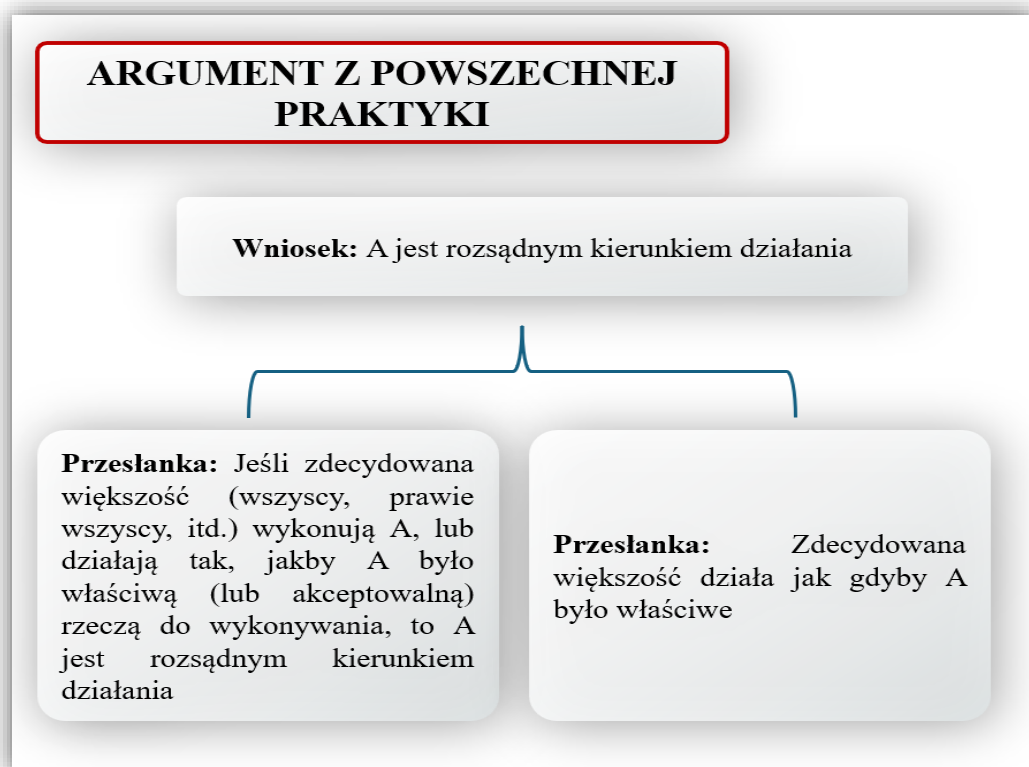 ARGUMENT Z POWSZECHNEJ
PRAKTYKI
Wniosek: A jest rozsądnym kierunkiem działania
Przesłanka: Jeśli zdecydowana
większość (wszyscy, prawie
wszyscy, itd.) wykonują A, lub
działają tak, jakby A było
właściwą (lub akceptowalną)
rzeczą do wykonywania, to A
jest rozsądnym kierunkiem
działania
Przesłanka: Zdecydowana
większość działa jak gdyby A
było właściwe